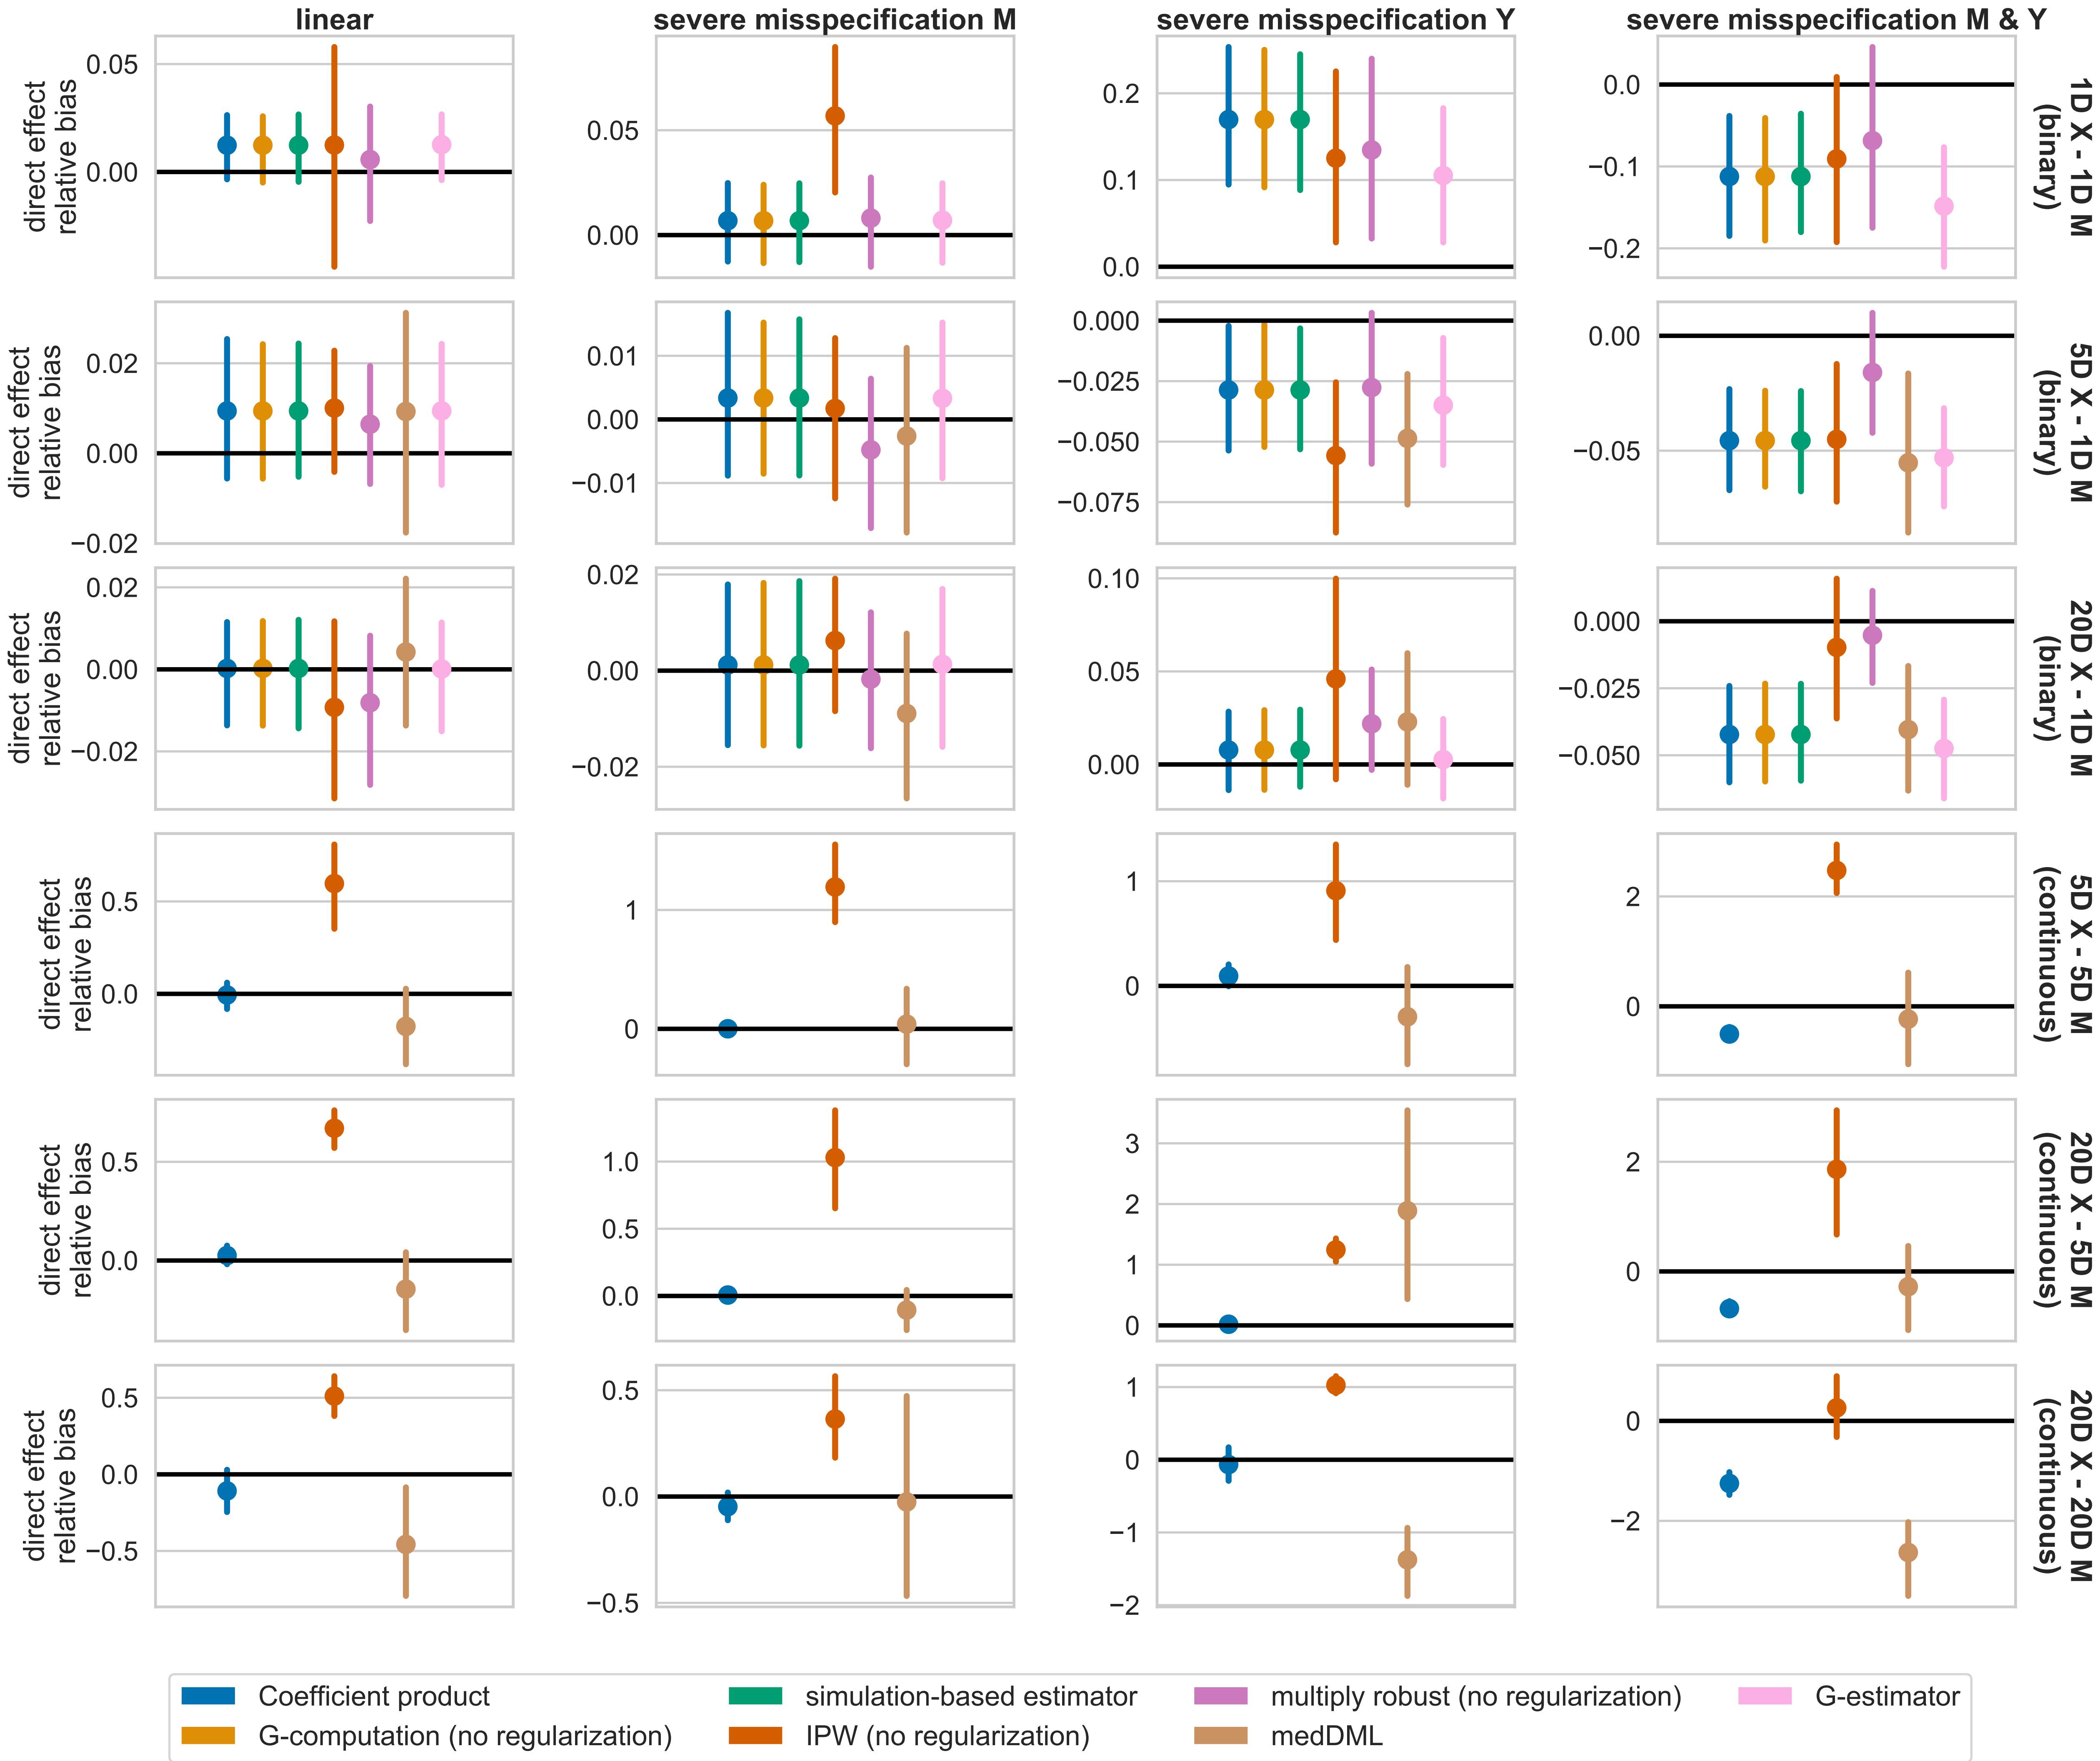 linear
severe misspecification M
severe misspecification Y
severe misspecification M & Y
direct effect
relative bias
0.05
0.00
0.05
0.00
0.2
0.1
0.0
0.0
−0.1
−0.2
1D X - 1D M
(binary)
direct effect
relative bias
0.02
0.00
−0.02
0.01
0.00
−0.01
0.000
−0.025
−0.050
−0.075
0.00
−0.05
5D X - 1D M
(binary)
direct effect
relative bias
0.02
0.00
−0.02
0.02
0.00
−0.02
0.10
0.05
0.00
0.000
−0.025
−0.050
20D X - 1D M
(binary)
direct effect
relative bias
0.5
0.0
1
0
1
0
2
0
5D X - 5D M
(continuous)
direct effect
relative bias
0.5
0.0
1.0
0.5
0.0
3
2
1
0
2
0
20D X - 5D M
(continuous)
direct effect
relative bias
0.5
0.0
−0.5
0.5
0.0
−0.5
1
0
−1
−2
0
−2
20D X - 20D M
(continuous)
Coefficient product
G-computation (no regularization)
simulation-based estimator
IPW (no regularization)
multiply robust (no regularization)
medDML
G-estimator